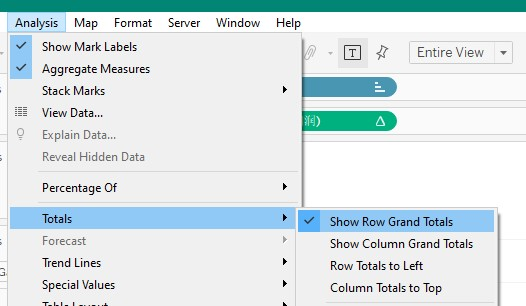 Analysis Map Format Server Window Help
Show Mark Labels
Aggregate Measures
Stack Marks
View Data...
Explain Data...
Reveal Hidden Data
Percentage Of
Totals
Forecast
Trend Lines
Special Values
Table Layout
T
Entire View
润)
Show Row Grand Totals
Show Column Grand Totals
Row Totals to Left
Column Totals to Top